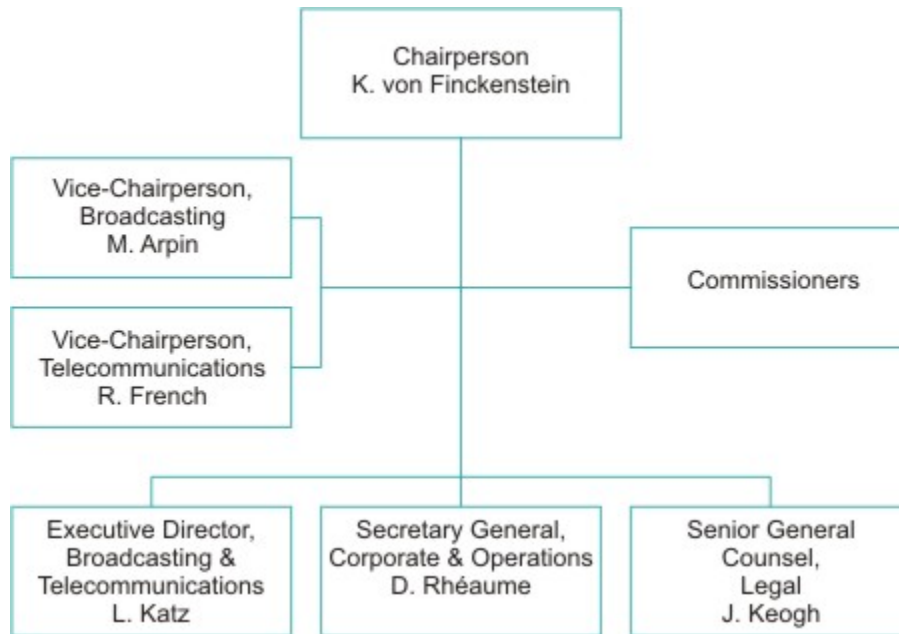 Chairperson
K. von Finckenstein
Vice-Chairperson,
Broadcasting
M. Arpin
Commissioners
Vice-Chairperson,
Telecommunications
R. French
Executive Director,
Broadcasting &
Telecommunications
L. Katz
Secretary General,
Corporate & Operations
D. Rhéaume
Senior General
Counsel,
Legal
J. Keogh